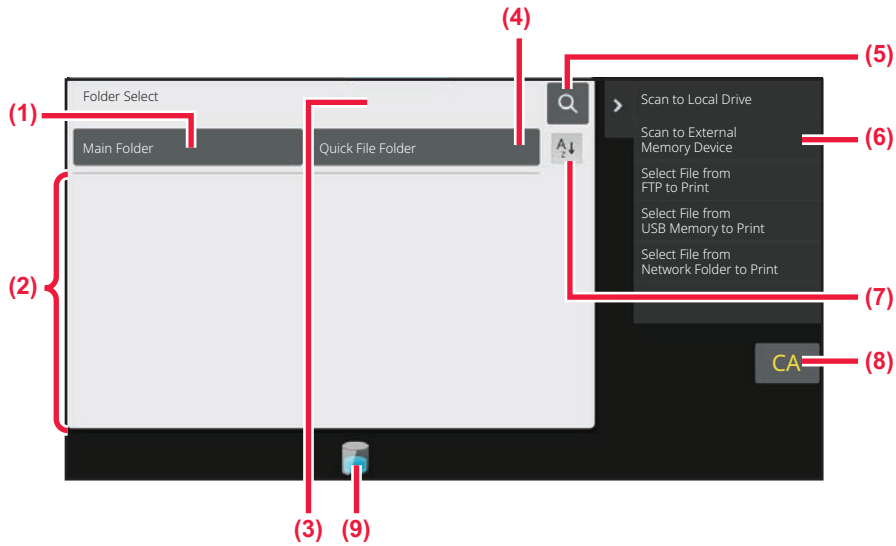 (4)
(5)
Folder Select
Scan to Local Drive
(1)
(6)
Scan to External
Memory Device
Main Folder
Quick File Folder
A
Z
Select File from
FTP to Print
Select File from
USB Memory to Print
Select File from
Network Folder to Print
(2)
(7)
CA
(8)
(3)
(9)